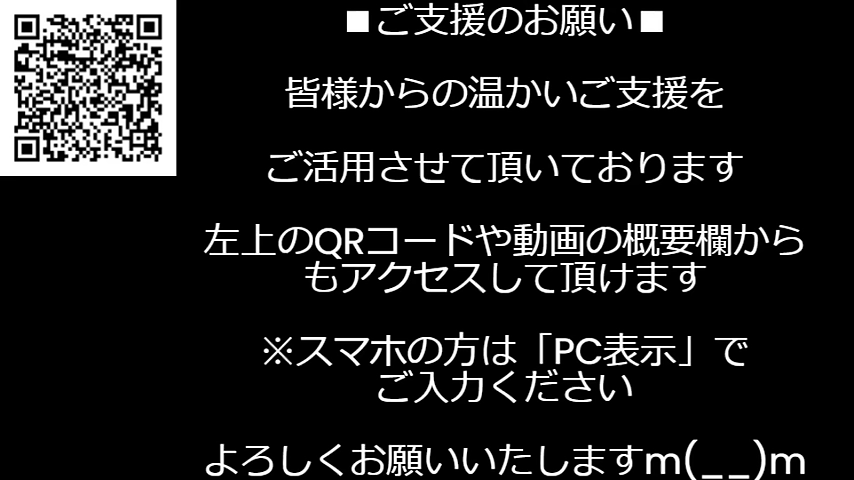 ■ご支援のお願い■
皆様からの温かいご支援を
ご活用させて頂いております
左上のQRコードや動画の概要欄から
もアクセスして頂けます
※スマホの方は「PC表示」で
ご入力ください
よろしくお願いいたしますm(__)m